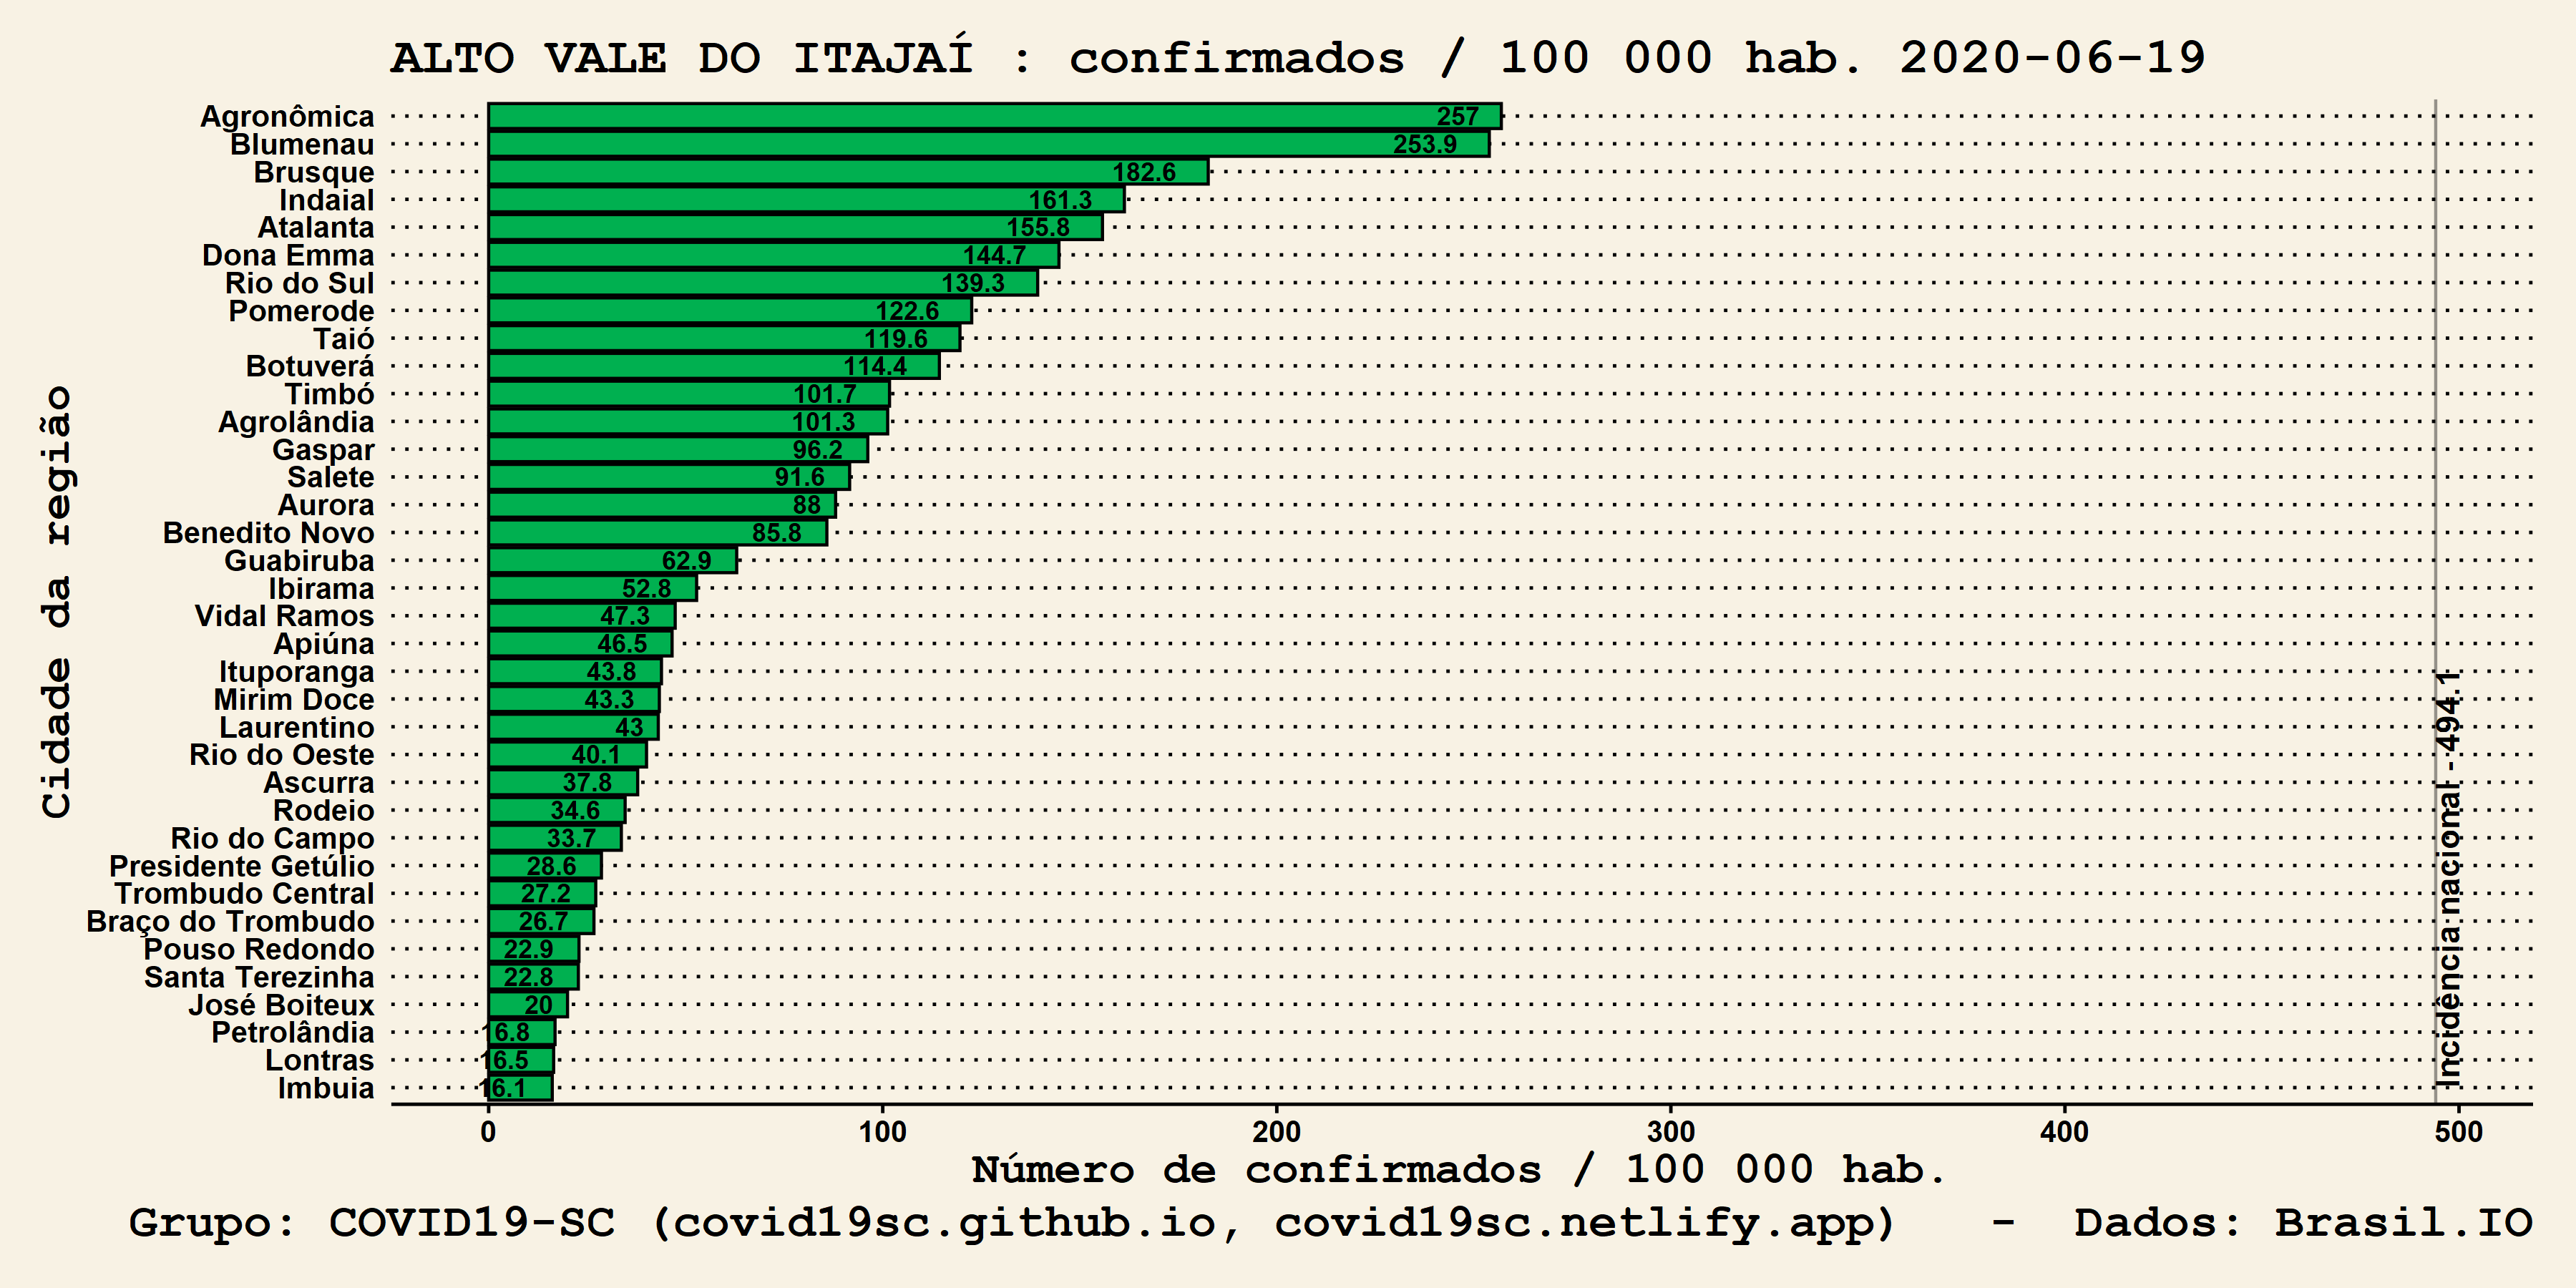 ALTO VALE DO ITAJAÍ : confirmados / 100 000 hab. 2020-06-19
Cidade da região
Agronômica 257
Blumenau 253.9
Brusque 182.6
Indaial 161.3
Atalanta 155.8
Dona Emma 144.7
Rio do Sul 139.3
Pomerode 122.6
Taió 119.6
Botuverá 114.4
Timbó 101.7
Agrolândia 101.3
Gaspar 96.2
Salete 91.6
Aurora 88
Benedito Novo 85.8
Guabiruba 62.9
Ibirama 52.8
Vidal Ramos 47.3
Apiúna 46.5
Ituporanga 43.8
Mirim Doce 43.3
Laurentino 43
Rio do Oeste 40.1
Ascurra 37.8
Rodeio 34.6
Rio do Campo 33.7
Presidente Getúlio 28.6
Trombudo Central 27.2
Braço do Trombudo 26.7
Pouso Redondo 22.9
Santa Terezinha 22.8
José Boiteux 20
Petrolândia 16.8
Lontras 16.5
Imbuia 16.1
Incidência nacional - 494.1
0 100 200 300 400 500
Número de confirmados / 100 000 hab.
Grupo: COVID19-SC (covid19sc.github.io, covid19sc.netlify.app) - Dados: Brasil.IO